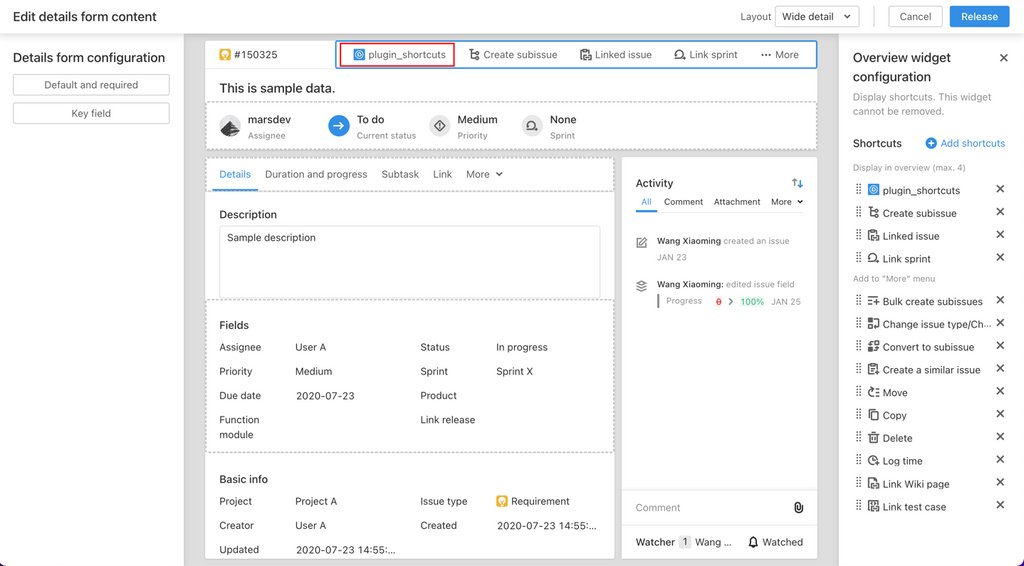 Edit details form content
Layout Wide detail Cancel Release
Details form configuration
Default and required
Key field
#150325 plugin_shortcuts Create subissue Linked issue Link sprint ··· More
This is sample data.
marsdev To do Medium None
Assignee Current status Priority Sprint
Details Duration and progress Subtask Link More
Description
Sample description
Fields
Assignee User A Status In progress
Priority Medium Sprint Sprint X
Due date 2020-07-23 Product
Function module Link release
Basic info
Project Project A Issue type Requirement
Creator User A Created 2020-07-23 14:55:...
Updated 2020-07-23 14:55:...
Activity
All Comment Attachment More
Wang Xiaoming created an issue
JAN 23
Wang Xiaoming: edited issue field
Progress 0 100% JAN 25
Comment
Watcher 1 Wang ... Watched
Overview widget
configuration
Display shortcuts. This widget
cannot be removed.
Shortcuts Add shortcuts
Display in overview (max. 4)
plugin_shortcuts
Create subissue
Linked issue
Link sprint
Add to "More" menu
Bulk create subissues
Change issue type/Ch...
Convert to subissue
Create a similar issue
Move
Copy
Delete
Log time
Link Wiki page
Link test case